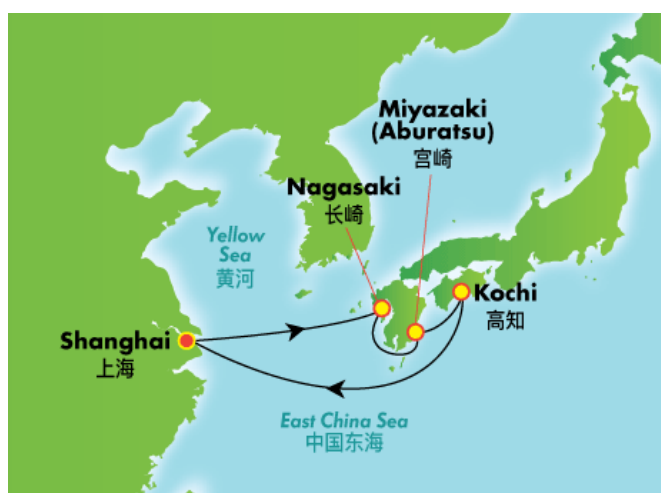 Miyazaki
(Aburatsu)
宫崎
Nagasaki
长崎
Yellow
Sea
黄河
Kochi
高知
Shanghai
上海
East China Sea
中国东海